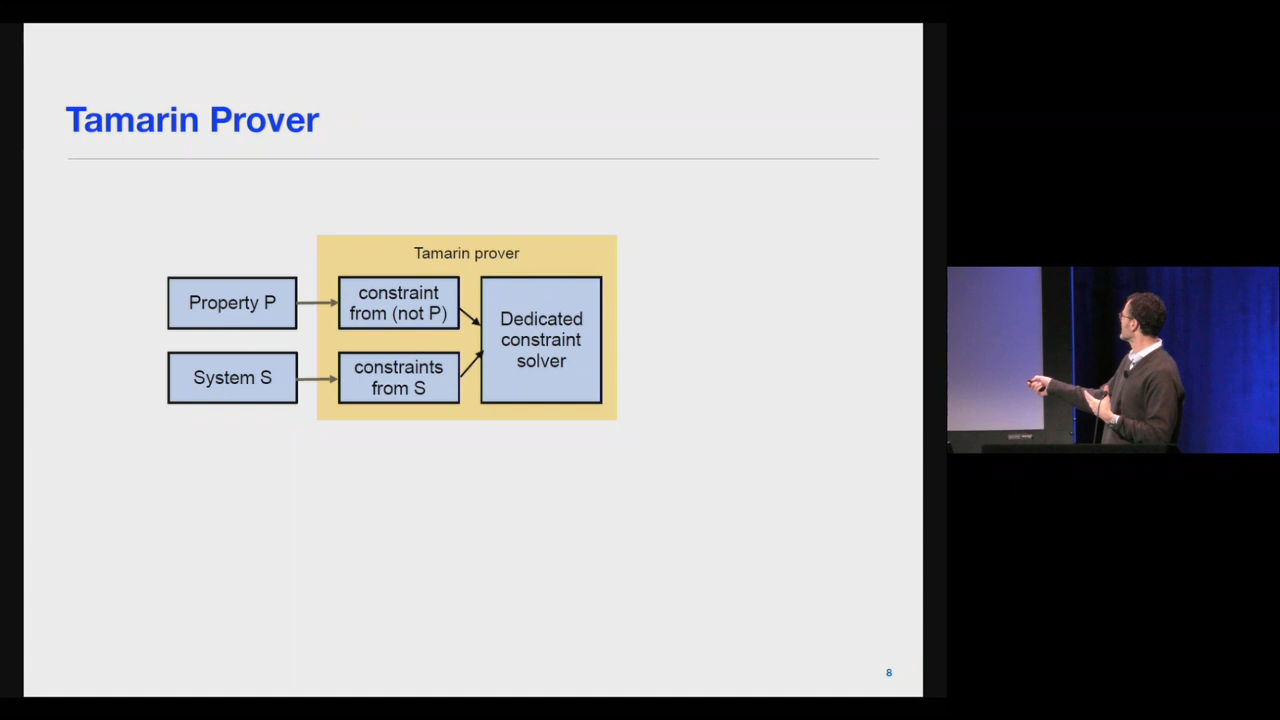 Tamarin Prover
Tamarin prover
Property P
constraint
from (not P)
Dedicated
constraint
solver
System S
constraints
from S
8